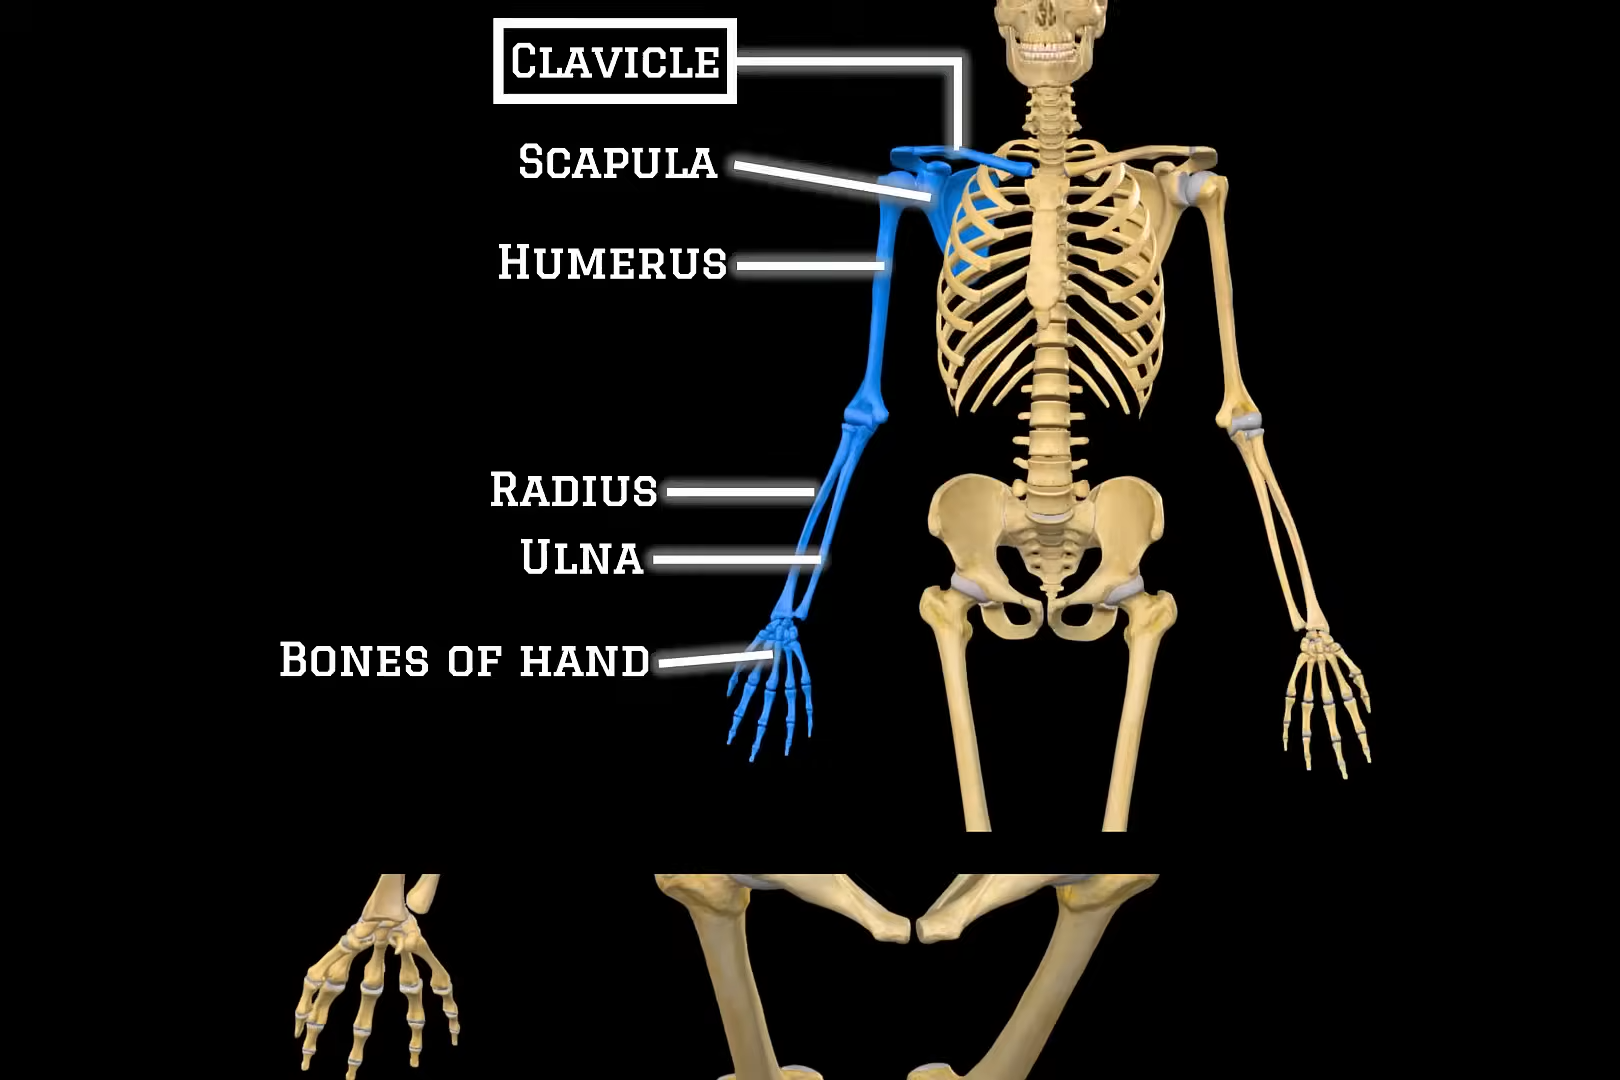 Clavicle
Scapula
Humerus
Radius
Ulna
Bones of hand